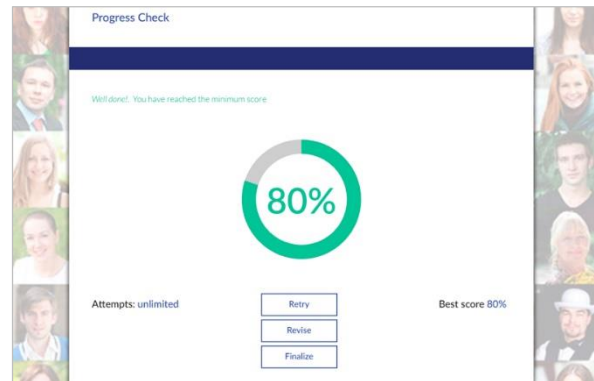 Progress Check
Well done!. You have reached the minimum score
80%
Attempts: unlimited
Retry
Best score 80%
Revise
Finalize